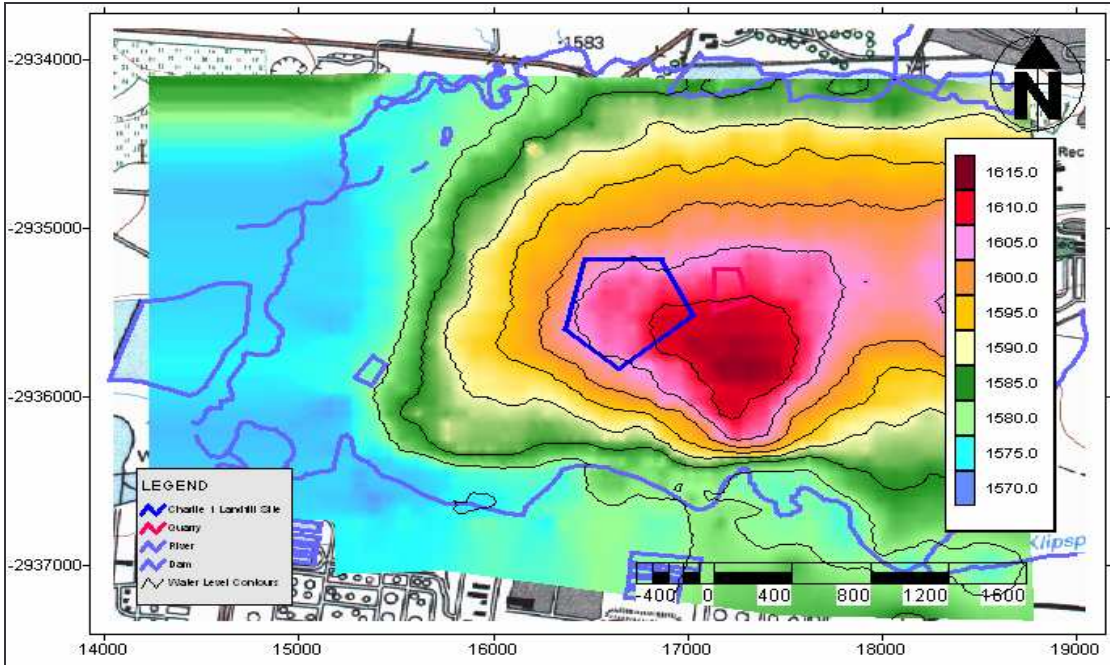 -2934000
-2935000
-2936000
-2937000
1583
N
Rec
1615.0
1610.0
1605.0
1600.0
1595.0
1590.0
1585.0
1580.0
1575.0
1570.0
W
LEGEND
Charlie 1 Landfill Site
Quarry
River
Dam
Water Level Contours
Klipsp
-400 0 400 800 1200 1600
14000 15000 16000 17000 18000 19000